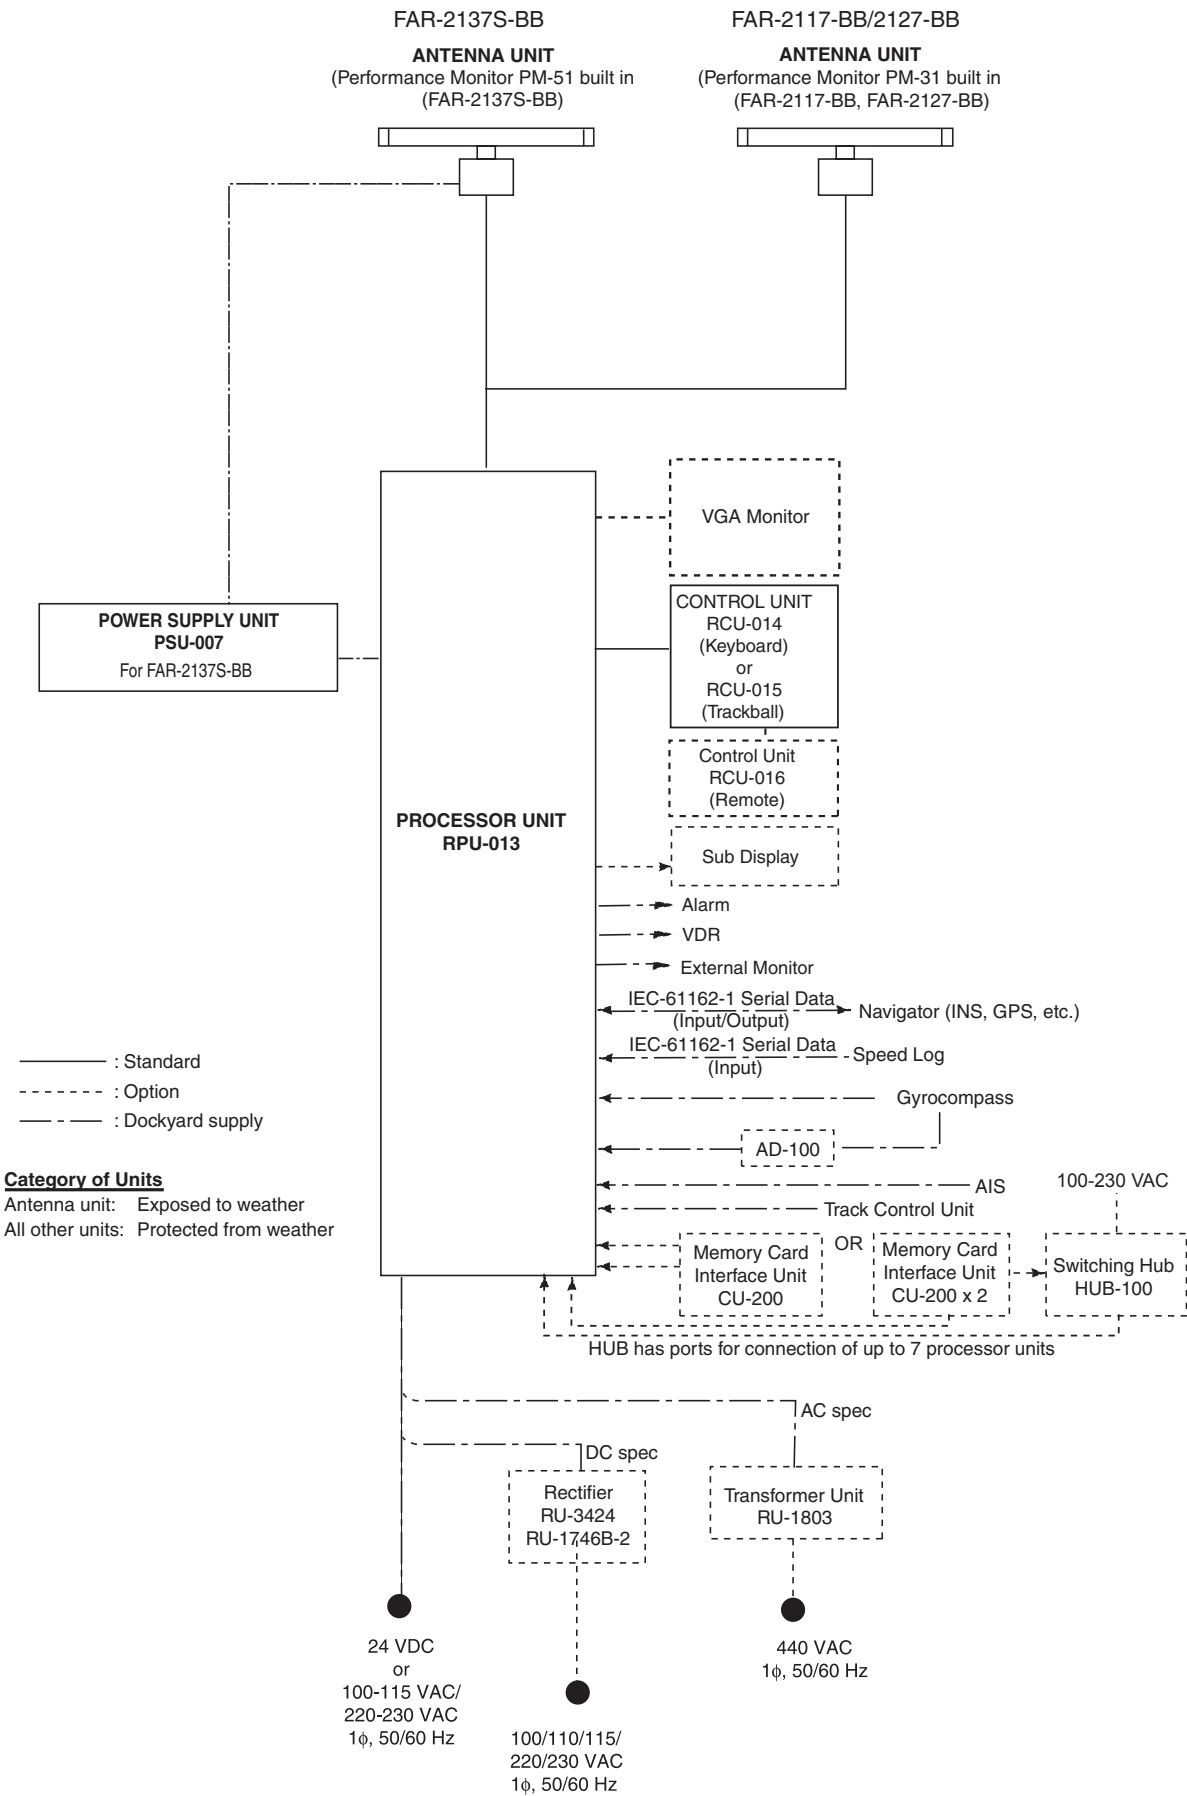 FAR-2137S-BB
ANTENNA UNIT
(Performance Monitor PM-51 built in
(FAR-2137S-BB)
FAR-2117-BB/2127-BB
ANTENNA UNIT
(Performance Monitor PM-31 built in
(FAR-2117-BB, FAR-2127-BB)
VGA Monitor
CONTROL UNIT
RCU-014
(Keyboard)
or
RCU-015
(Trackball)
POWER SUPPLY UNIT
PSU-007
For FAR-2137S-BB
Control Unit
RCU-016
(Remote)
PROCESSOR UNIT
RPU-013
Sub Display
Alarm
VDR
External Monitor
IEC-61162-1 Serial Data
(Input/Output)
Navigator (INS, GPS, etc.)
IEC-61162-1 Serial Data
(Input)
Speed Log
Gyrocompass
AD-100
AIS
Track Control Unit
: Standard
: Option
: Dockyard supply
Category of Units
Antenna unit: Exposed to weather
All other units: Protected from weather
100-230 VAC
Memory Card
Interface Unit
CU-200
OR
Memory Card
Interface Unit
CU-200 x 2
Switching Hub
HUB-100
HUB has ports for connection of up to 7 processor units
AC spec
DC spec
Rectifier
RU-3424
RU-1746B-2
Transformer Unit
RU-1803
24 VDC
or
100-115 VAC/
220-230 VAC
1ϕ, 50/60 Hz
100/110/115/
220/230 VAC
1ϕ, 50/60 Hz
440 VAC
1ϕ, 50/60 Hz